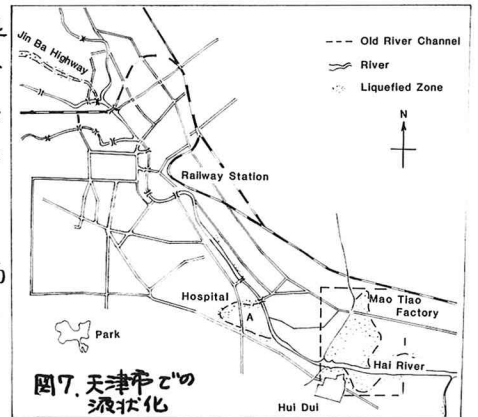 Jin Ba Highway
Old River Channel
River
Liquefied Zone
N
Railway Station
Hospital
A
Mao Tiao
Factory
Park
Hai River
Hui Dui
図7. 天津市での
液状化